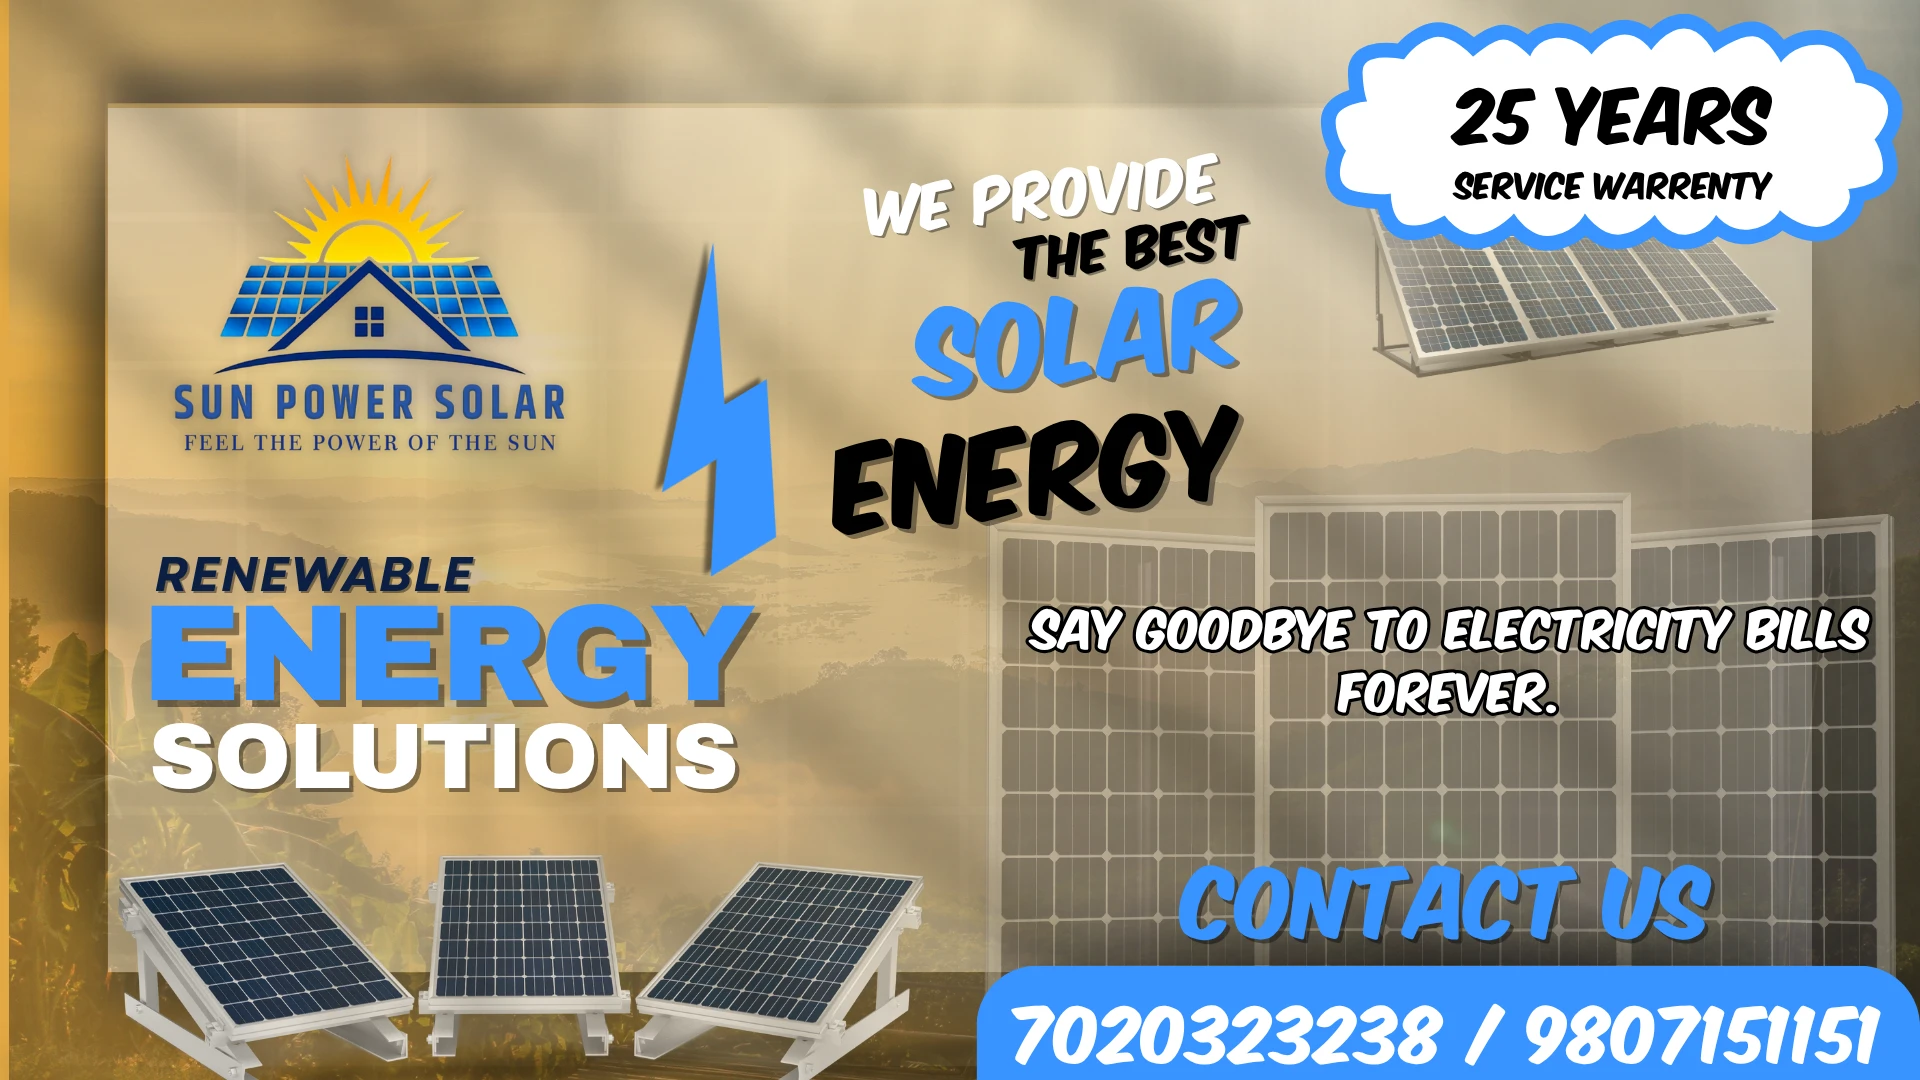 25 YEARS
SERVICE WARRENTY
SUN POWER SOLAR
FEEL THE POWER OF THE SUN
WE PROVIDE
THE BEST
SOLAR
ENERGY
RENEWABLE
ENERGY
SOLUTIONS
SAY GOODBYE TO ELECTRICITY BILLS
FOREVER.
CONTACT US
7020323238 / 9807151151